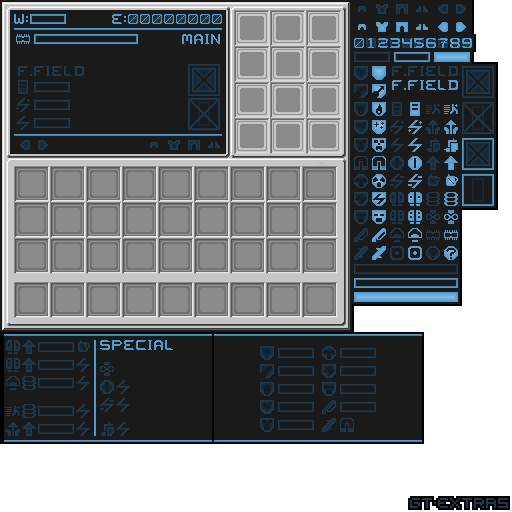 W: E:00000000
MAIN
F.FIELD
0123456789
F.FIELD
F.FIELD
SPECIAL
GT-EXTRAS